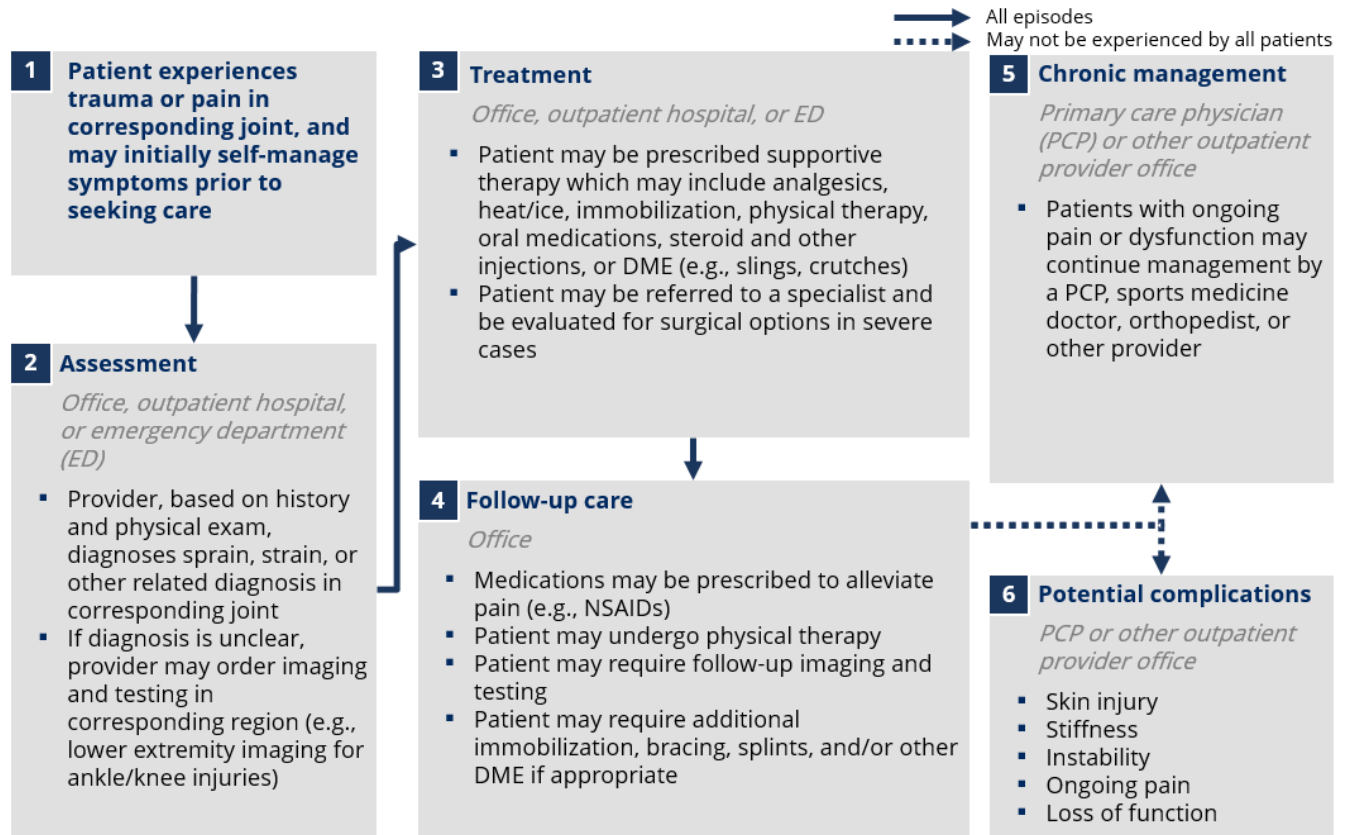 All episodes
May not be experienced by all patients
1
Patient experiences
trauma or pain in
corresponding joint, and
may initially self-manage
symptoms prior to
seeking care
2
Assessment
Office, outpatient hospital,
or emergency department
(ED)
▪ Provider, based on history
and physical exam,
diagnoses sprain, strain, or
other related diagnosis in
corresponding joint
▪ If diagnosis is unclear,
provider may order imaging
and testing in
corresponding region (e.g.,
lower extremity imaging for
ankle/knee injuries)
3
Treatment
Office, outpatient hospital, or ED
▪ Patient may be prescribed supportive
therapy which may include analgesics,
heat/ice, immobilization, physical therapy,
oral medications, steroid and other
injections, or DME (e.g., slings, crutches)
▪ Patient may be referred to a specialist and
be evaluated for surgical options in severe
cases
4
Follow-up care
Office
▪ Medications may be prescribed to alleviate
pain (e.g., NSAIDs)
▪ Patient may undergo physical therapy
▪ Patient may require follow-up imaging and
testing
▪ Patient may require additional
immobilization, bracing, splints, and/or other
DME if appropriate
5
Chronic management
Primary care physician
(PCP) or other outpatient
provider office
▪ Patients with ongoing
pain or dysfunction may
continue management by
a PCP, sports medicine
doctor, orthopedist, or
other provider
6
Potential complications
PCP or other outpatient
provider office
▪ Skin injury
▪ Stiffness
▪ Instability
▪ Ongoing pain
▪ Loss of function